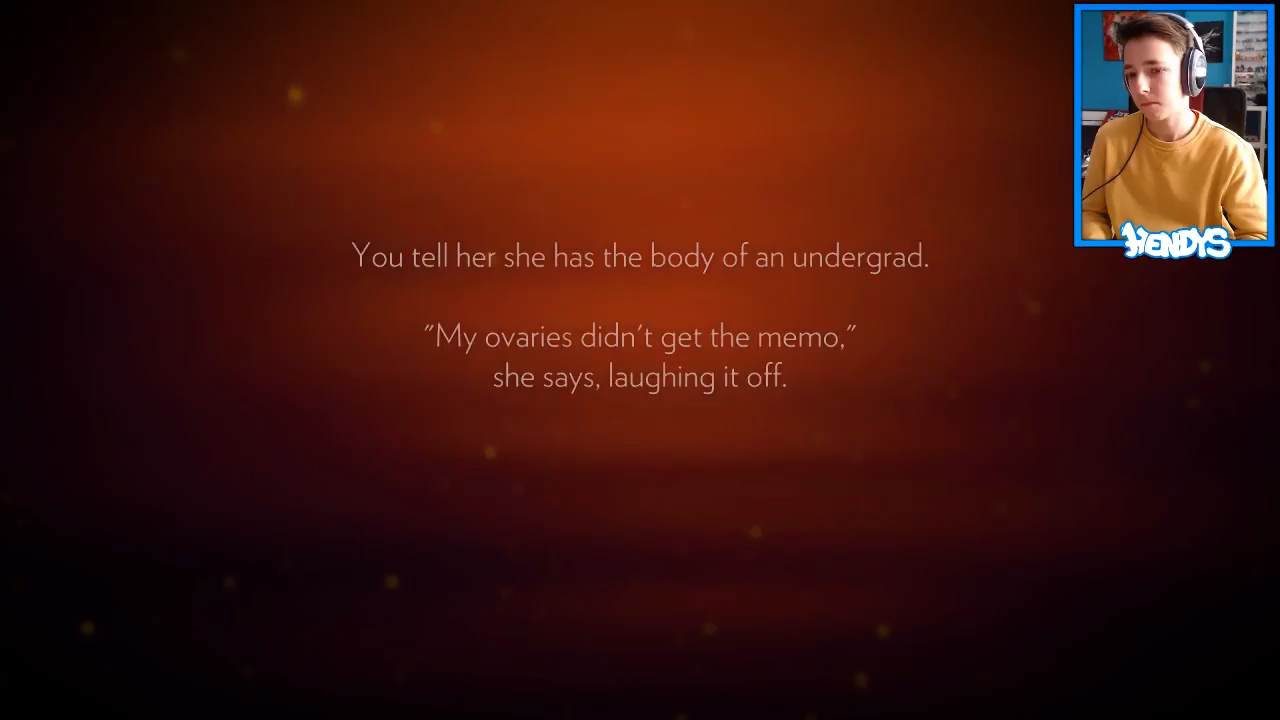 HENDYS
You tell her she has the body of an undergrad.
"My ovaries didn't get the memo,"
she says, laughing it off.